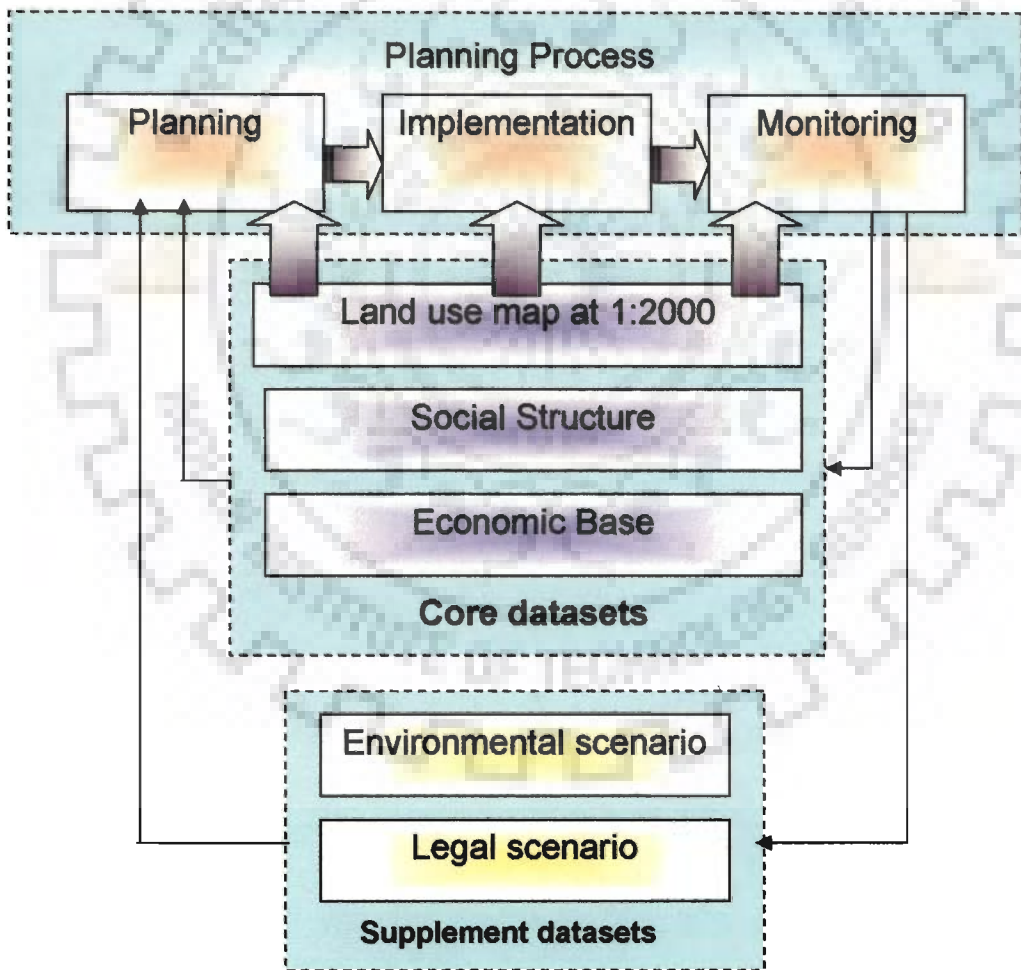 Planning Process
Planning
Implementation
Monitoring
Land use map at 1:2000
Social Structure
Economic Base
Core datasets
Environmental scenario
Legal scenario
Supplement datasets